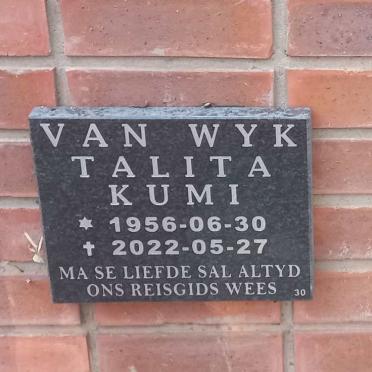 VAN WYK
TALITA
KUMI
✡ 1956-06-30
✝ 2022-05-27
MA SE LIEFDE SAL ALTYD
ONS REISGIDS WEES 30